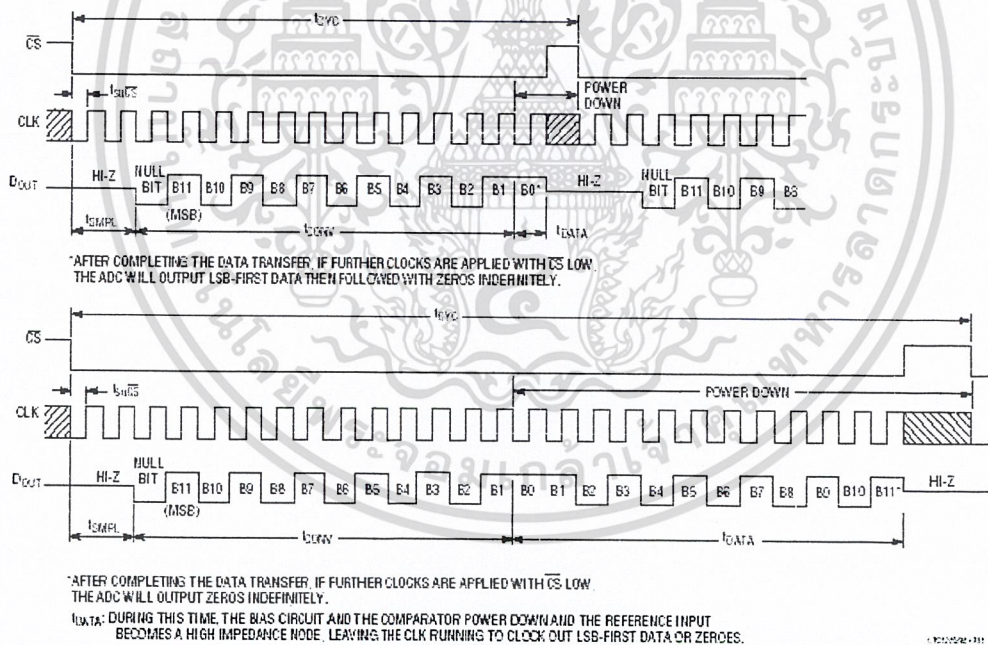 tCYC
CS
POWER
DOWN
tsuCS
CLK
DOUT
HI-Z
NULL
BIT
B11 B10 B9 B8 B7 B6 B5 B4 B3 B2 B1 B0*
HI-Z
NULL
BIT
B11 B10 B9 B8
(MSB)
tSMPL
tCONV
tDATA
*AFTER COMPLETING THE DATA TRANSFER, IF FURTHER CLOCKS ARE APPLIED WITH CS LOW,
THE ADC WILL OUTPUT LSB-FIRST DATA THEN FOLLOWED WITH ZEROS INDEFINITELY.
tCYC
CS
tsuCS
POWER DOWN
CLK
DOUT
HI-Z
NULL
BIT
B11 B10 B9 B8 B7 B6 B5 B4 B3 B2 B1 B0 B1 B2 B3 B4 B5 B6 B7 B8 B9 B10 B11*
HI-Z
(MSB)
tSMPL
tCONV
tDATA
*AFTER COMPLETING THE DATA TRANSFER, IF FURTHER CLOCKS ARE APPLIED WITH CS LOW,
THE ADC WILL OUTPUT ZEROS INDEFINITELY.
tDATA: DURING THIS TIME, THE BIAS CIRCUIT AND THE COMPARATOR POWER DOWN AND THE REFERENCE INPUT
BECOMES A HIGH IMPEDANCE NODE, LEAVING THE CLK RUNNING TO CLOCK OUT LSB-FIRST DATA OR ZEROES.